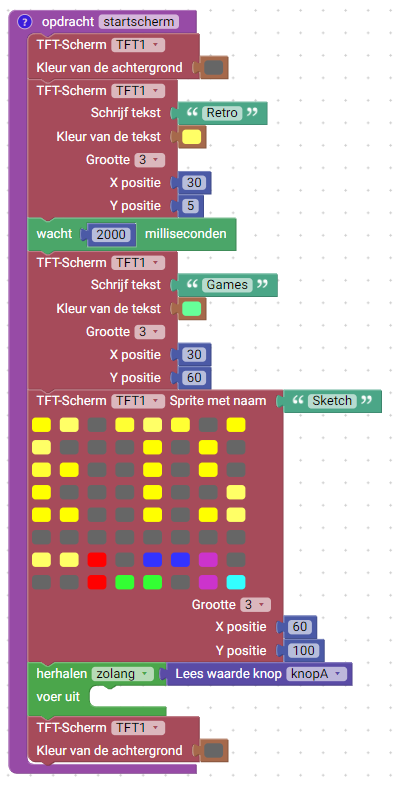 ? opdracht startscherm
TFT-Scherm TFT1
Kleur van de achtergrond
TFT-Scherm TFT1
Schrijf tekst “ Retro ”
Kleur van de tekst
Grootte 3
X positie 30
Y positie 5
wacht 2000 milliseconden
TFT-Scherm TFT1
Schrijf tekst “ Games ”
Kleur van de tekst
Grootte 3
X positie 30
Y positie 60
TFT-Scherm TFT1 Sprite met naam “ Sketch ”
Grootte 3
X positie 60
Y positie 100
herhalen zolang Lees waarde knop knopA
voer uit
TFT-Scherm TFT1
Kleur van de achtergrond